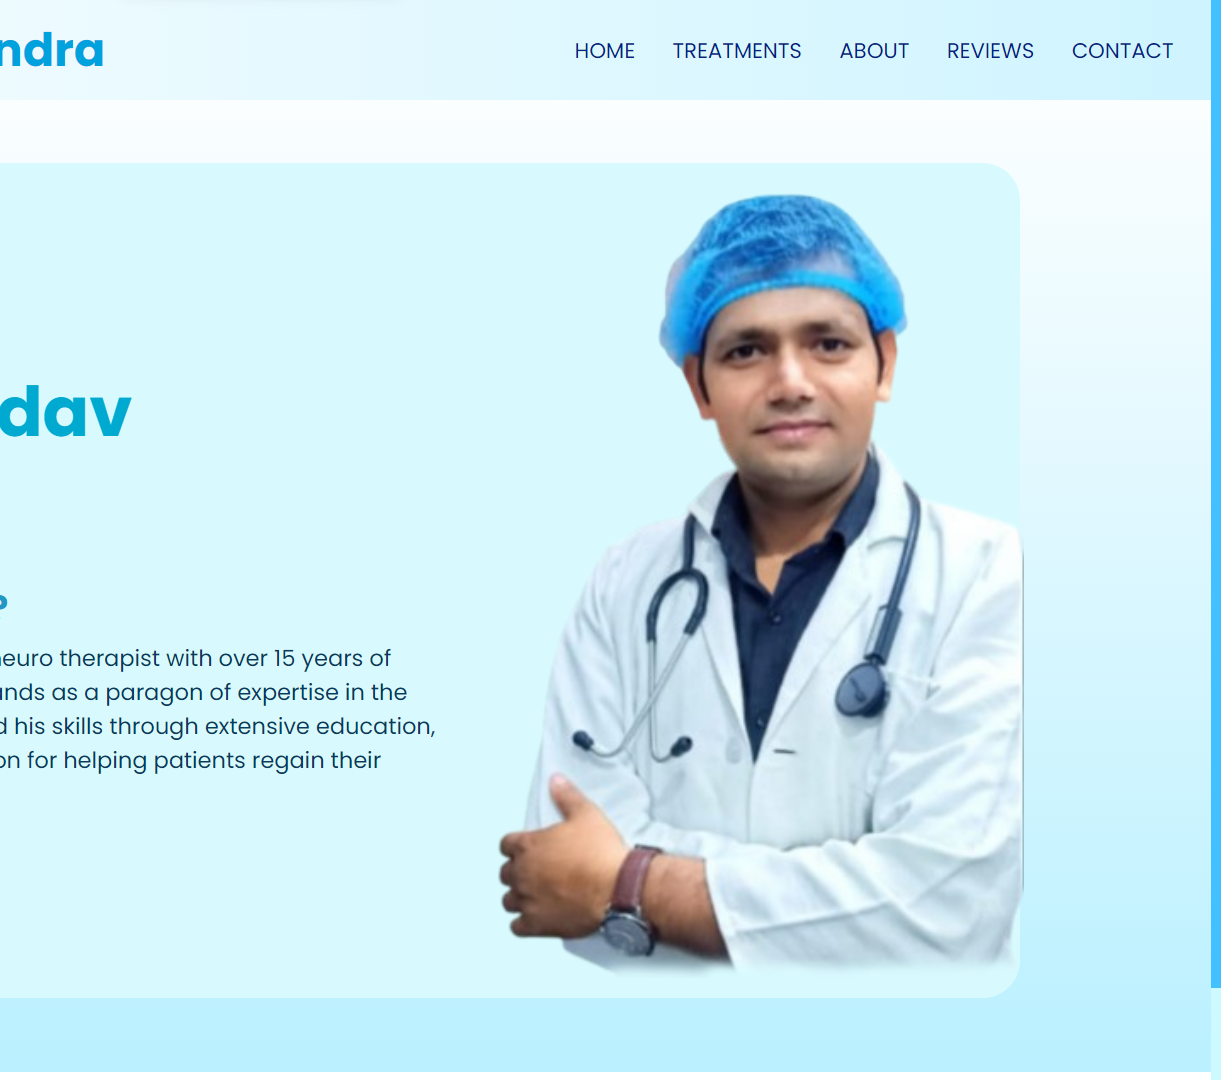 ndra
HOME TREATMENTS ABOUT REVIEWS CONTACT
dav
?
euro therapist with over 15 years of
nds as a paragon of expertise in the
d his skills through extensive education,
on for helping patients regain their